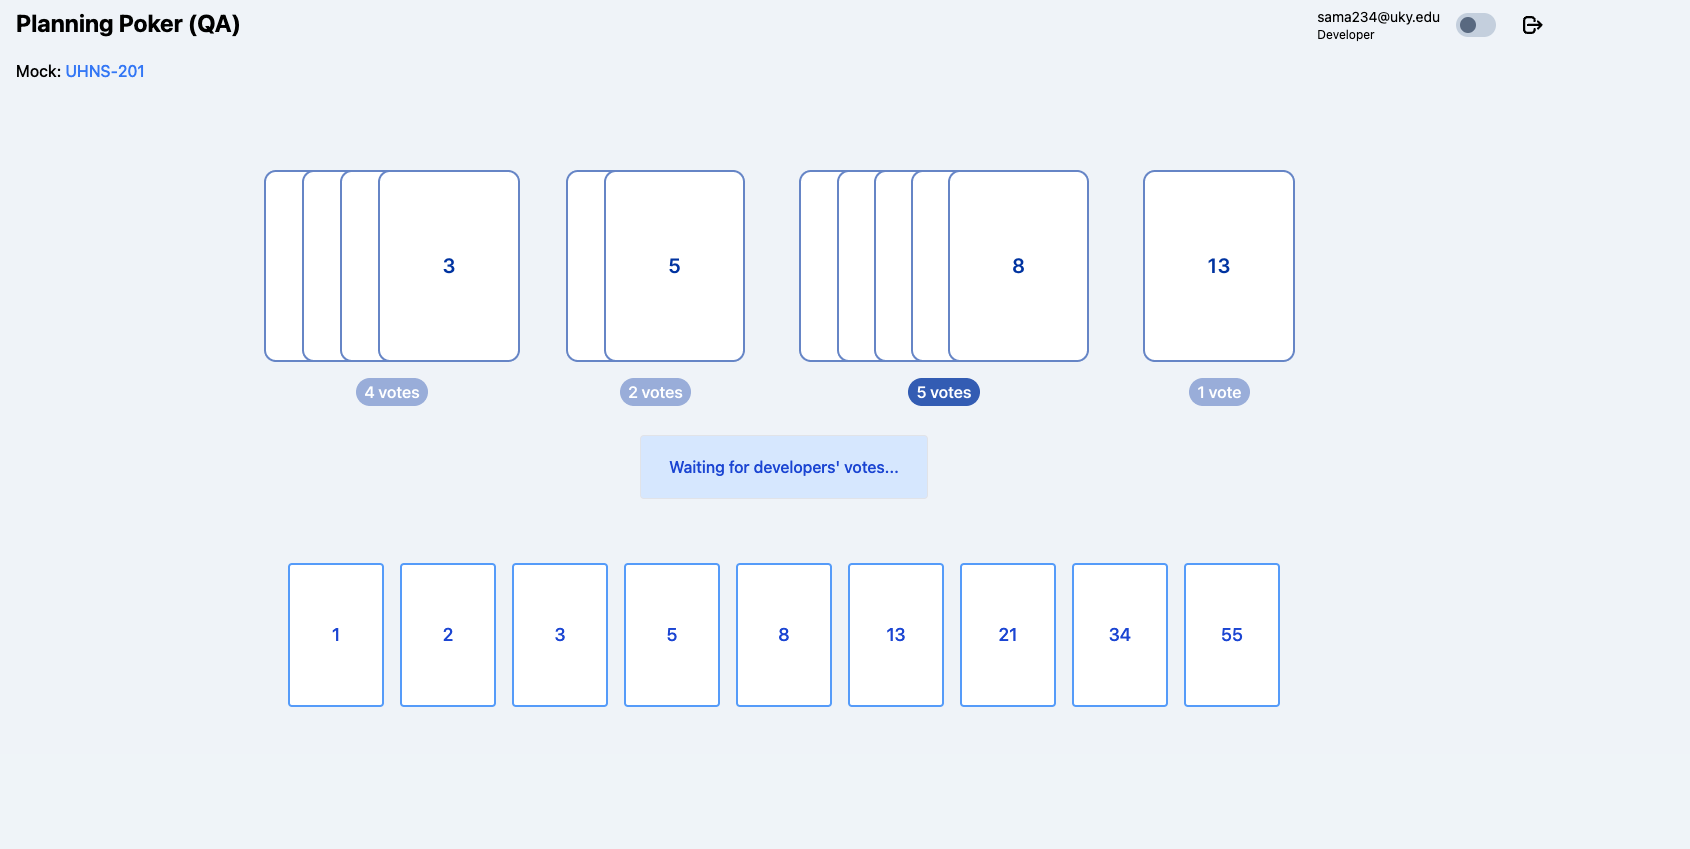 Planning Poker (QA)
sama234@uky.edu
Developer
Mock: UHNS-201
3
5
8
13
4 votes
2 votes
5 votes
1 vote
Waiting for developers' votes...
1
2
3
5
8
13
21
34
55